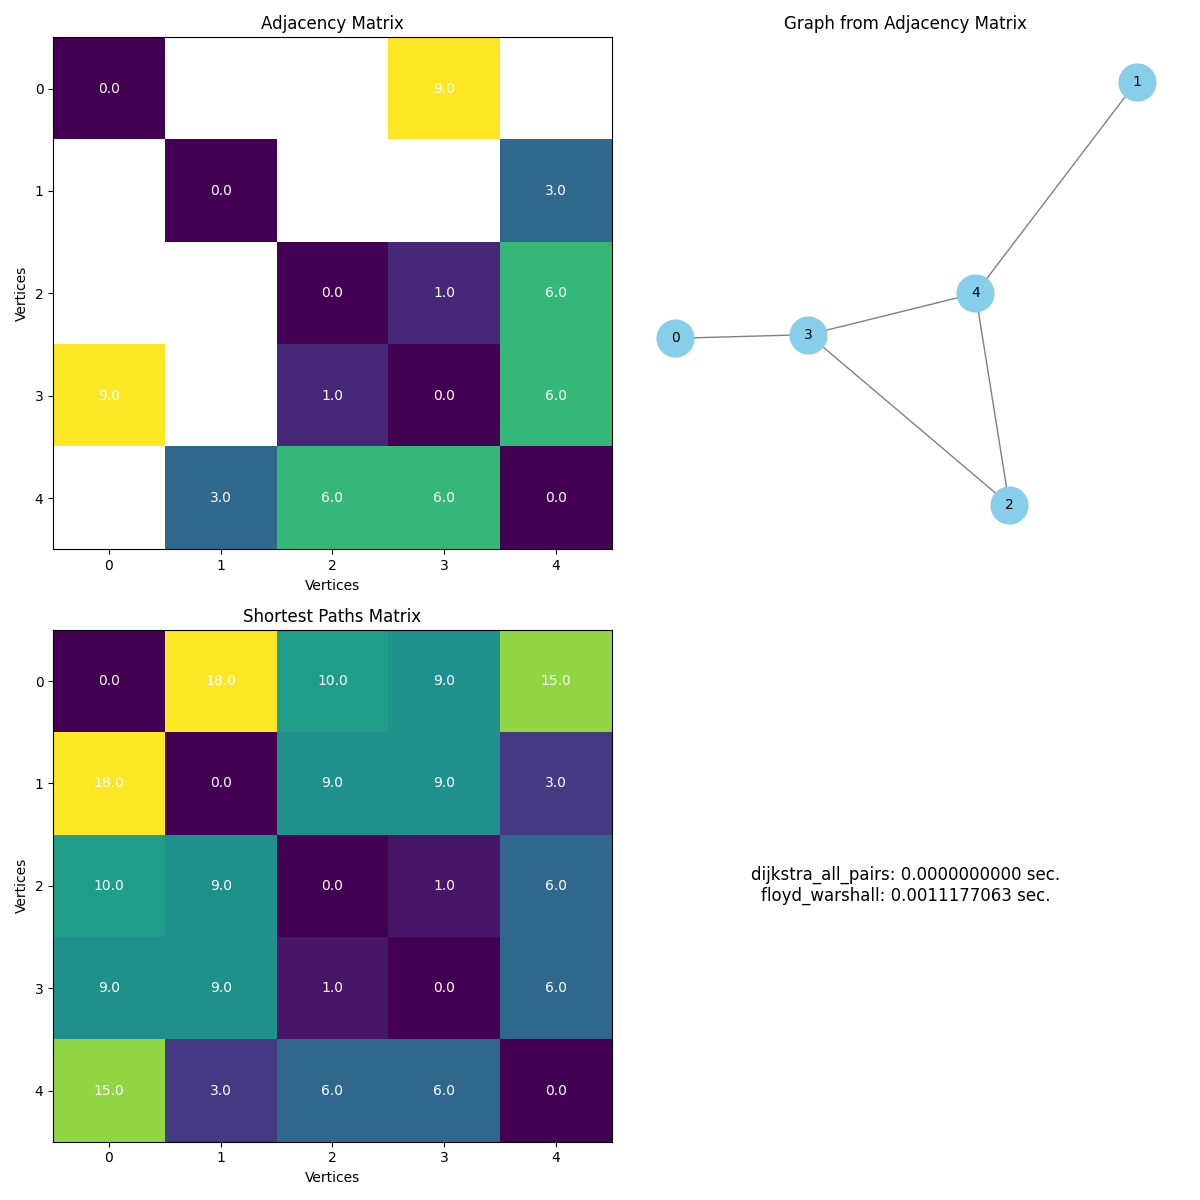 Adjacency Matrix
0.0 9.0
0.0 3.0
0.0 1.0 6.0
9.0 1.0 0.0 6.0
3.0 6.0 6.0 0.0
0
1
2
3
4
Vertices
0 1 2 3 4
Vertices
Graph from Adjacency Matrix
1
4
3
0
2
Shortest Paths Matrix
0.0 18.0 10.0 9.0 15.0
18.0 0.0 9.0 9.0 3.0
10.0 9.0 0.0 1.0 6.0
9.0 9.0 1.0 0.0 6.0
15.0 3.0 6.0 6.0 0.0
0
1
2
3
4
Vertices
0 1 2 3 4
Vertices
dijkstra_all_pairs: 0.0000000000 sec.
floyd_warshall: 0.0011177063 sec.